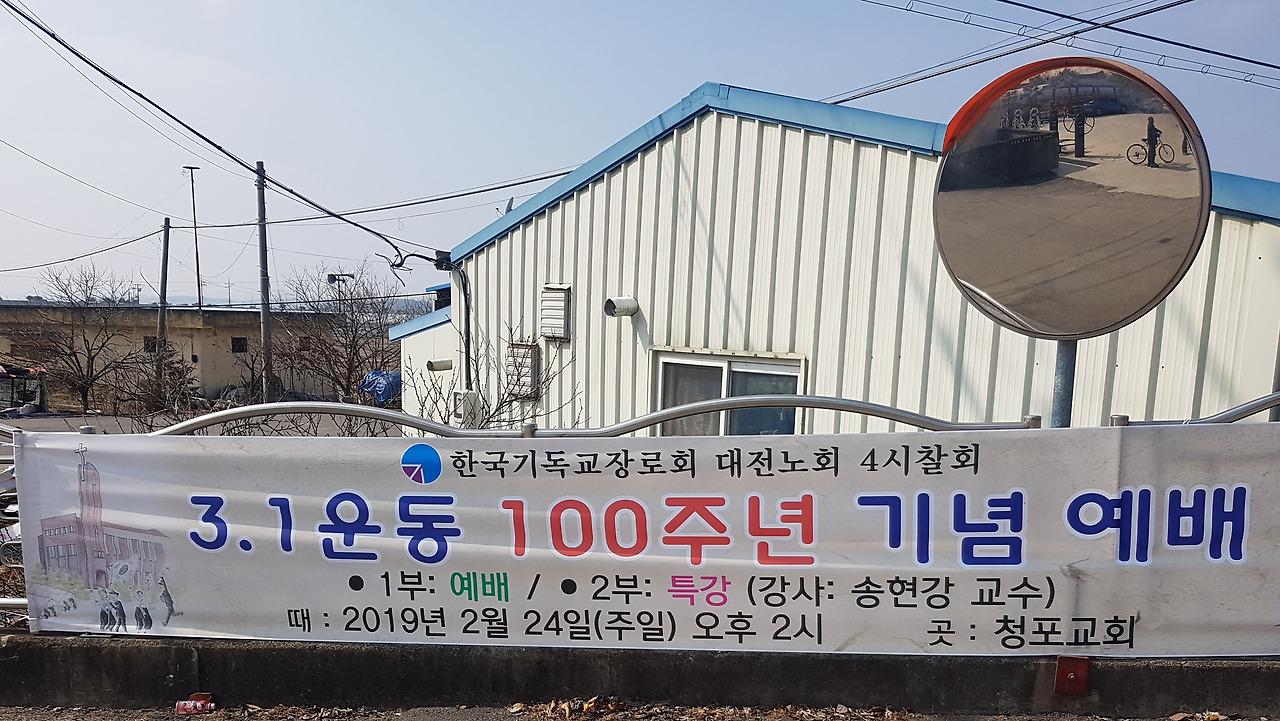 한국기독교장로회 대전노회 4시찰회
3.1운동 100주년 기념 예배
● 1부: 예배 / ● 2부: 특강 (강사: 송현강 교수)
때 : 2019년 2월 24일(주일) 오후 2시 곳 : 청포교회